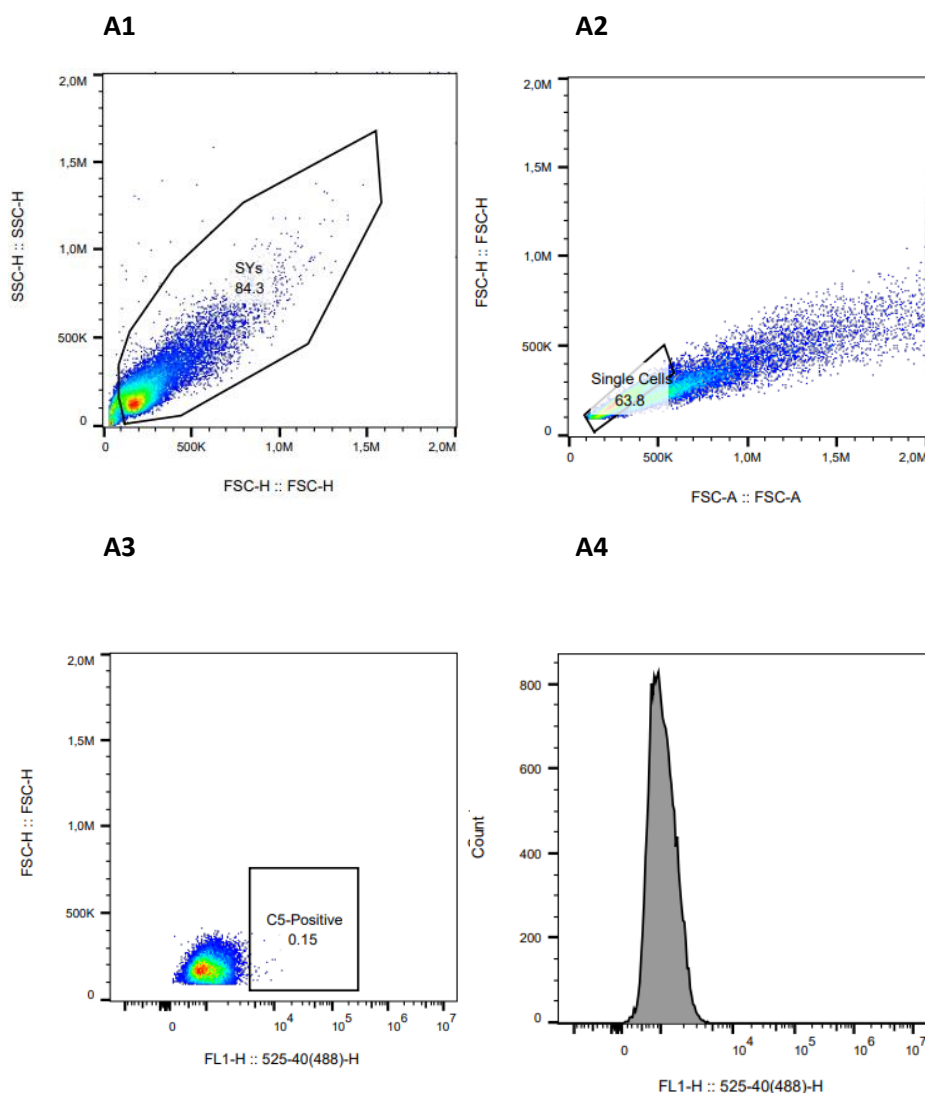 A1
A2
2,0M
1,5M
1,0M
500K
0
SSC-H :: SSC-H
SYs
84.3
0
500K
1,0M
1,5M
2,0M
FSC-H :: FSC-H
2,0M
1,5M
1,0M
500K
0
FSC-H :: FSC-H
Single Cells
63.8
0
500K
1,0M
1,5M
2,0M
FSC-A :: FSC-A
A3
A4
2,0M
1,5M
1,0M
500K
0
FSC-H :: FSC-H
C5-Positive
0.15
0
10^4
10^5
10^6
10^7
FL1-H :: 525-40(488)-H
800
600
400
200
0
Count
0
10^4
10^5
10^6
10^7
FL1-H :: 525-40(488)-H